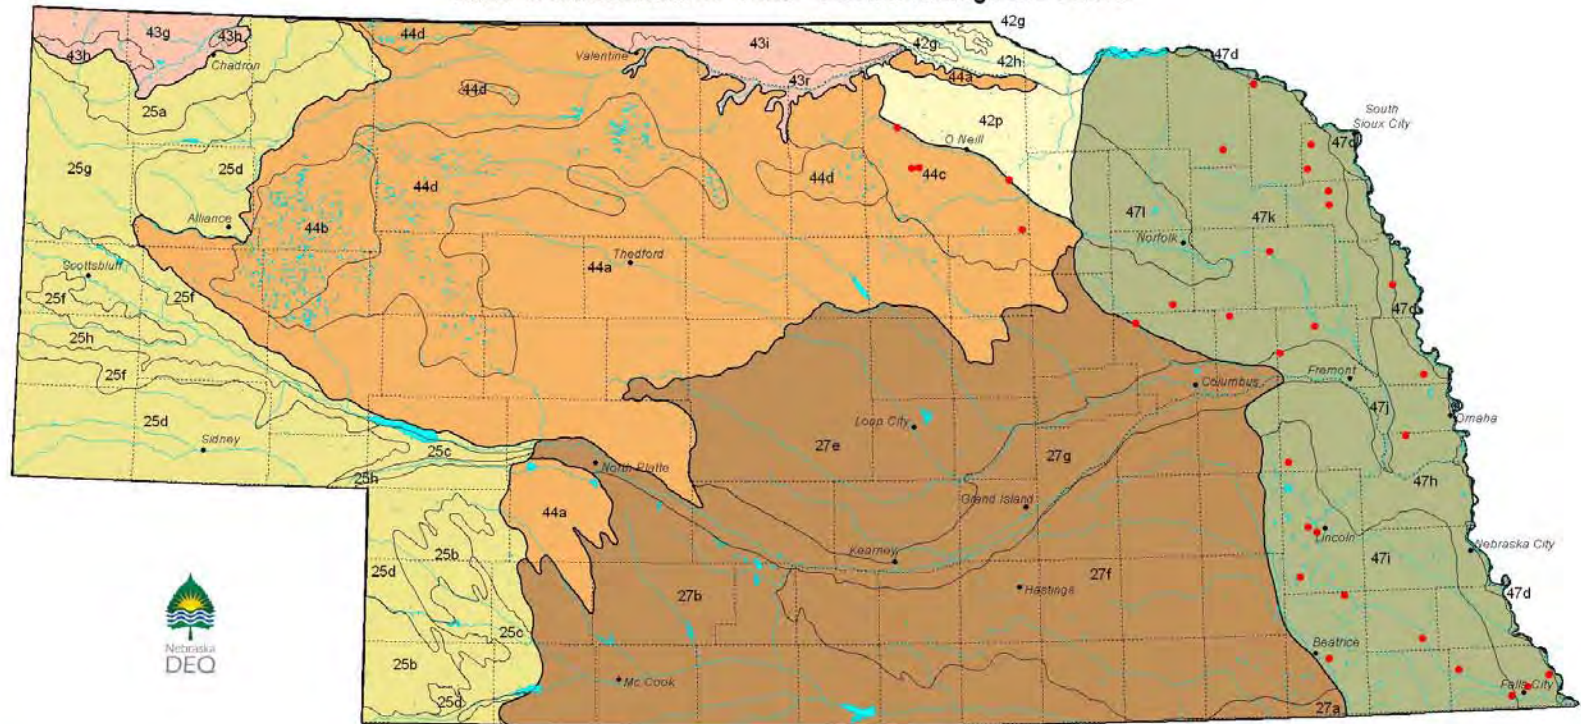 42g
43g
43h
44d
43i
42g
47d
43h
Chadron
Valentine
42h
43r
44a
44d
25a
42p
South
Sioux City
O Neill
47d
25g
25d
44d
44d
44c
Alliance
44b
47l
47k
Norfolk
Thedford
44a
Scottsbluff
25f
25f
47d
25h
25f
Fremont
Columbus
25d
Loop City
47j
Omaha
Sidney
25c
27e
27g
North Platte
25h
47h
Grand Island
44a
Lincoln
Nebraska City
25b
Kearney
47i
25d
27b
Hastings
27f
47d
25c
Nebraska
DEQ
Beatrice
25b
Mc Cook
Falls City
25d
27a